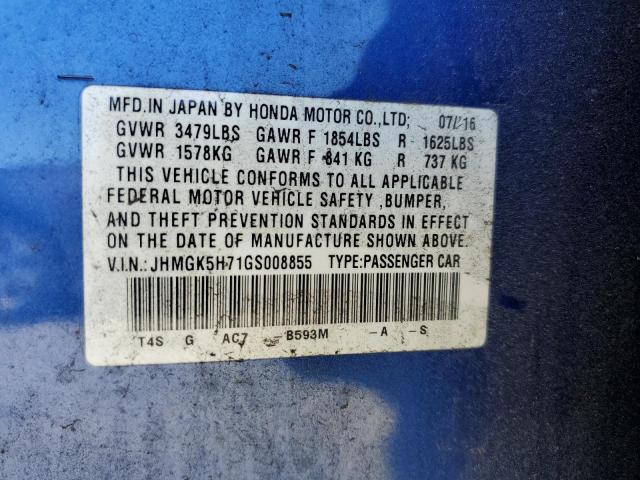 MFD.IN JAPAN BY HONDA MOTOR CO.,LTD; 07/16
GVWR 3479LBS GAWR F 1854LBS R 1625LBS
GVWR 1578KG GAWR F 841 KG R 737 KG
THIS VEHICLE CONFORMS TO ALL APPLICABLE
FEDERAL MOTOR VEHICLE SAFETY ,BUMPER,
AND THEFT PREVENTION STANDARDS IN EFFECT
ON THE DATE OF MANUFACTURE SHOWN ABOVE.
V.I.N.: JHMGK5H71GS008855 TYPE:PASSENGER CAR
T4S G AC7 -B593M -A -S